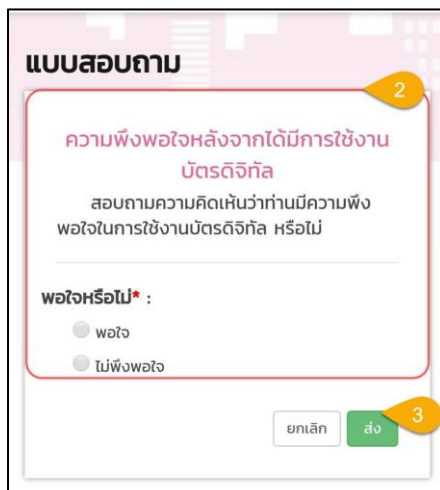 แบบสอบถาม
2
ความพึงพอใจหลังจากได้มีการใช้งาน
บัตรดิจิทัล
สอบถามความคิดเห็นว่าท่านมีความพึง
พอใจในการใช้งานบัตรดิจิทัล หรือไม่
พอใจหรือไม่* :
พอใจ
ไม่พึงพอใจ
3
ยกเลิก ส่ง